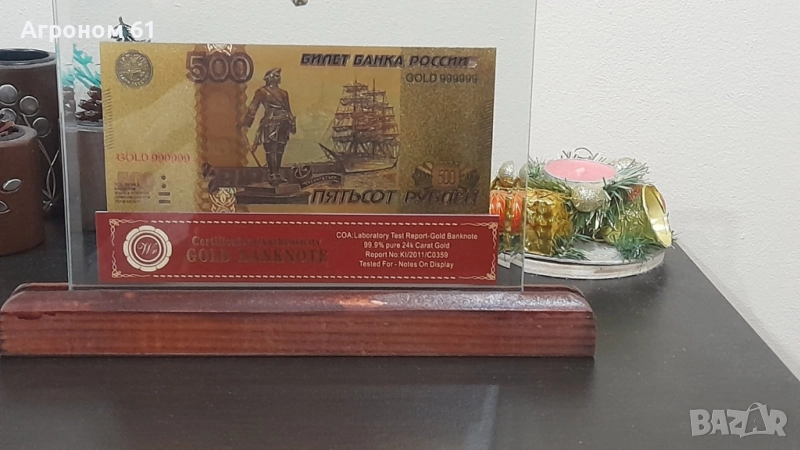 Агроном 61
500
БИЛЕТ БАНКА РОССИИ
GOLD 999999
GOLD 999999
500
500
ПЯТЬСОТ РУБЛЕЙ
COA: Laboratory Test Report-Gold Banknote
99.9% pure 24k Carat Gold
Report No:KI/2011/C0359
Tested For - Notes On Display
GOLD BANKNOTE
BAZAR